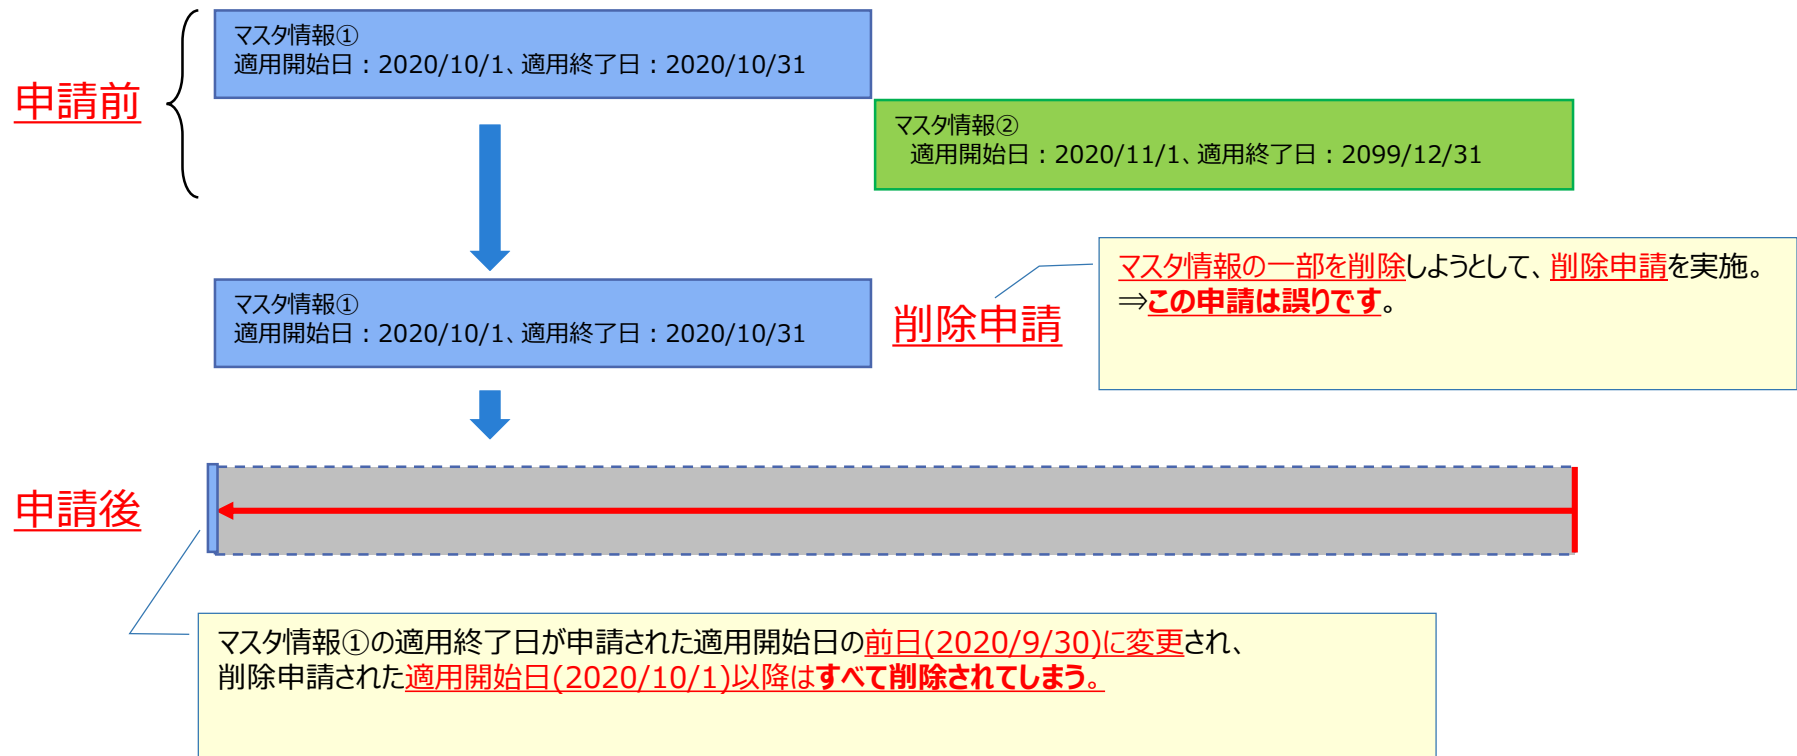 マスタ情報①
適用開始日：2020/10/1、適用終了日：2020/10/31
申請前
マスタ情報②
適用開始日：2020/11/1、適用終了日：2099/12/31
マスタ情報の一部を削除しようとして、削除申請を実施。
⇒この申請は誤りです。
マスタ情報①
適用開始日：2020/10/1、適用終了日：2020/10/31
削除申請
申請後
マスタ情報①の適用終了日が申請された適用開始日の前日(2020/9/30)に変更され、
削除申請された適用開始日(2020/10/1)以降はすべて削除されてしまう。